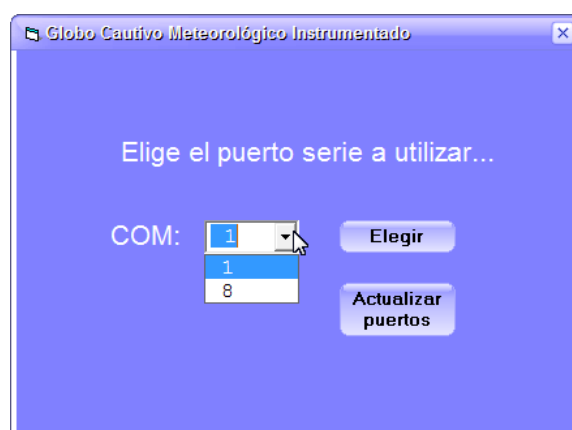 Globo Cautivo Meteorológico Instrumentado
Elige el puerto serie a utilizar...
COM: 1 Elegir
1
8
Actualizar
puertos